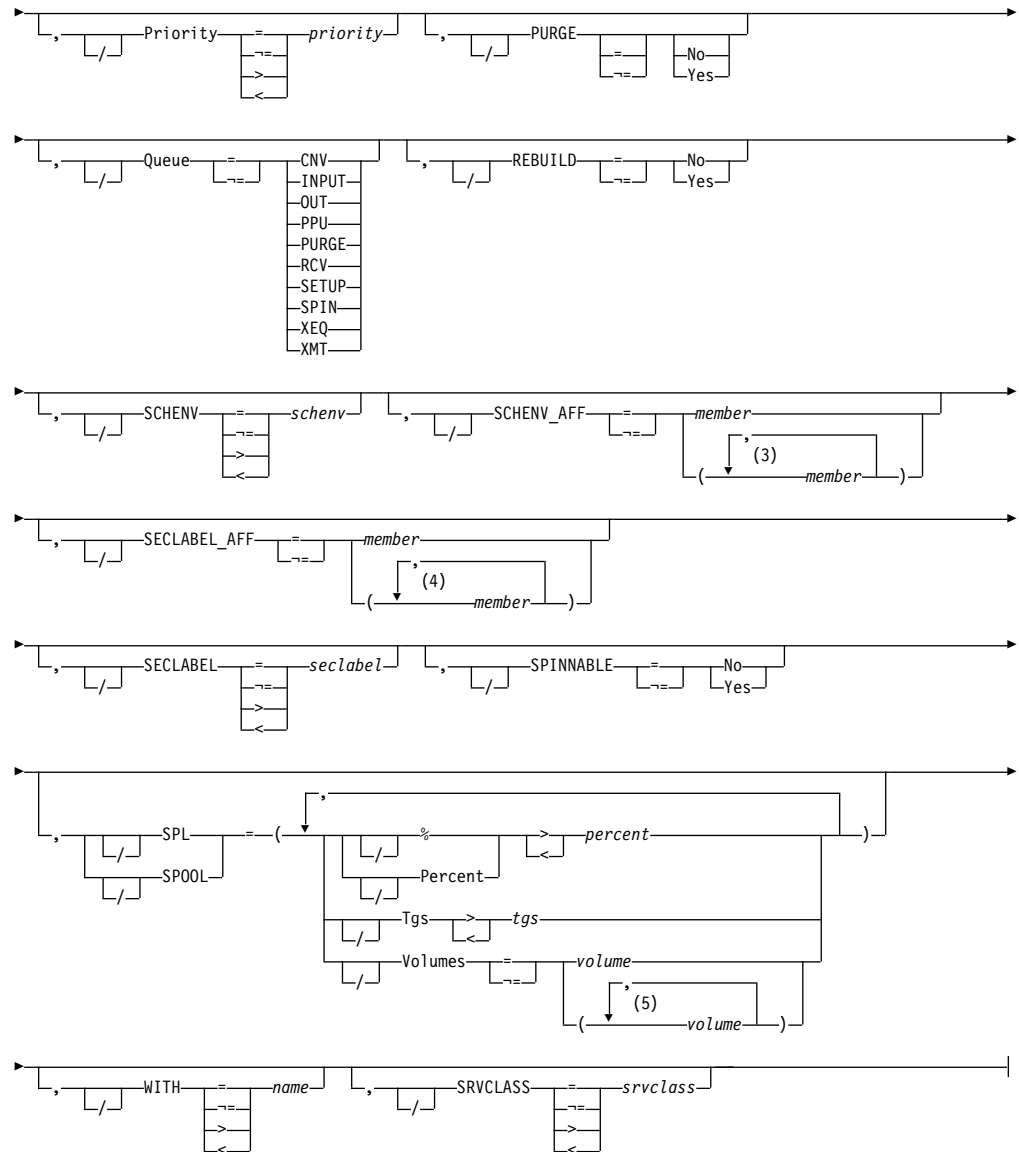 , / Priority = priority , / PURGE = No
¬= ¬= Yes
>
<
, / Queue = CNV , / REBUILD = No
¬= INPUT ¬= Yes
OUT
PPU
PURGE
RCV
SETUP
SPIN
XEQ
XMT
, / SCHENV = schenv , / SCHENV_AFF = member
¬= ¬= ,
> (3)
< ( member )
, / SECLABEL_AFF = member
¬= ,
(4)
( member )
, / SECLABEL = seclabel , / SPINNABLE = No
¬= ¬= Yes
>
<
,
, / SPL = ( / % > percent )
/ SPOOL / Percent <
/ Tgs > tgs
<
/ Volumes = volume
¬= ,
(5)
( volume )
, / WITH = name , / SRVCLASS = srvclass
¬= ¬=
> >
< <